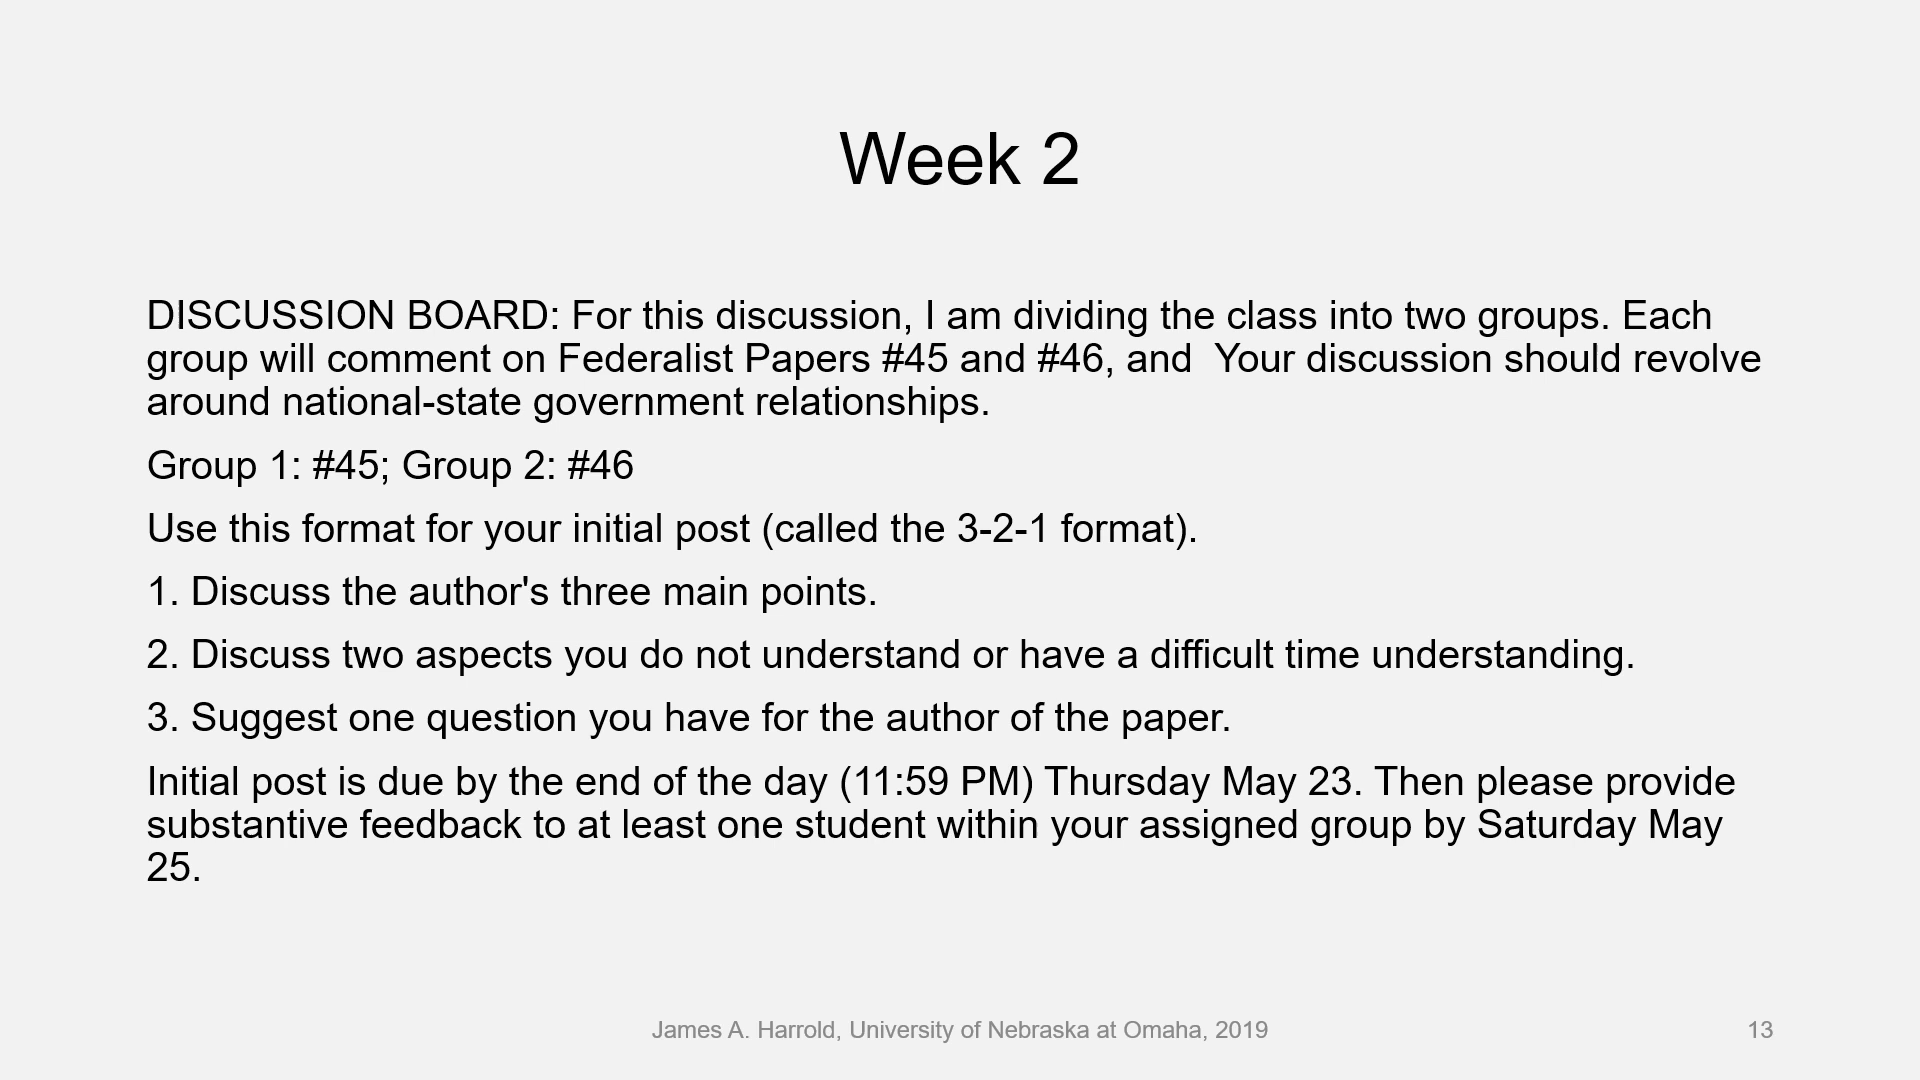 Week 2
DISCUSSION BOARD: For this discussion, I am dividing the class into two groups. Each
group will comment on Federalist Papers #45 and #46, and  Your discussion should revolve
around national-state government relationships.
Group 1: #45; Group 2: #46
Use this format for your initial post (called the 3-2-1 format).
1. Discuss the author's three main points.
2. Discuss two aspects you do not understand or have a difficult time understanding.
3. Suggest one question you have for the author of the paper.
Initial post is due by the end of the day (11:59 PM) Thursday May 23. Then please provide
substantive feedback to at least one student within your assigned group by Saturday May
25.
James A. Harrold, University of Nebraska at Omaha, 2019
13